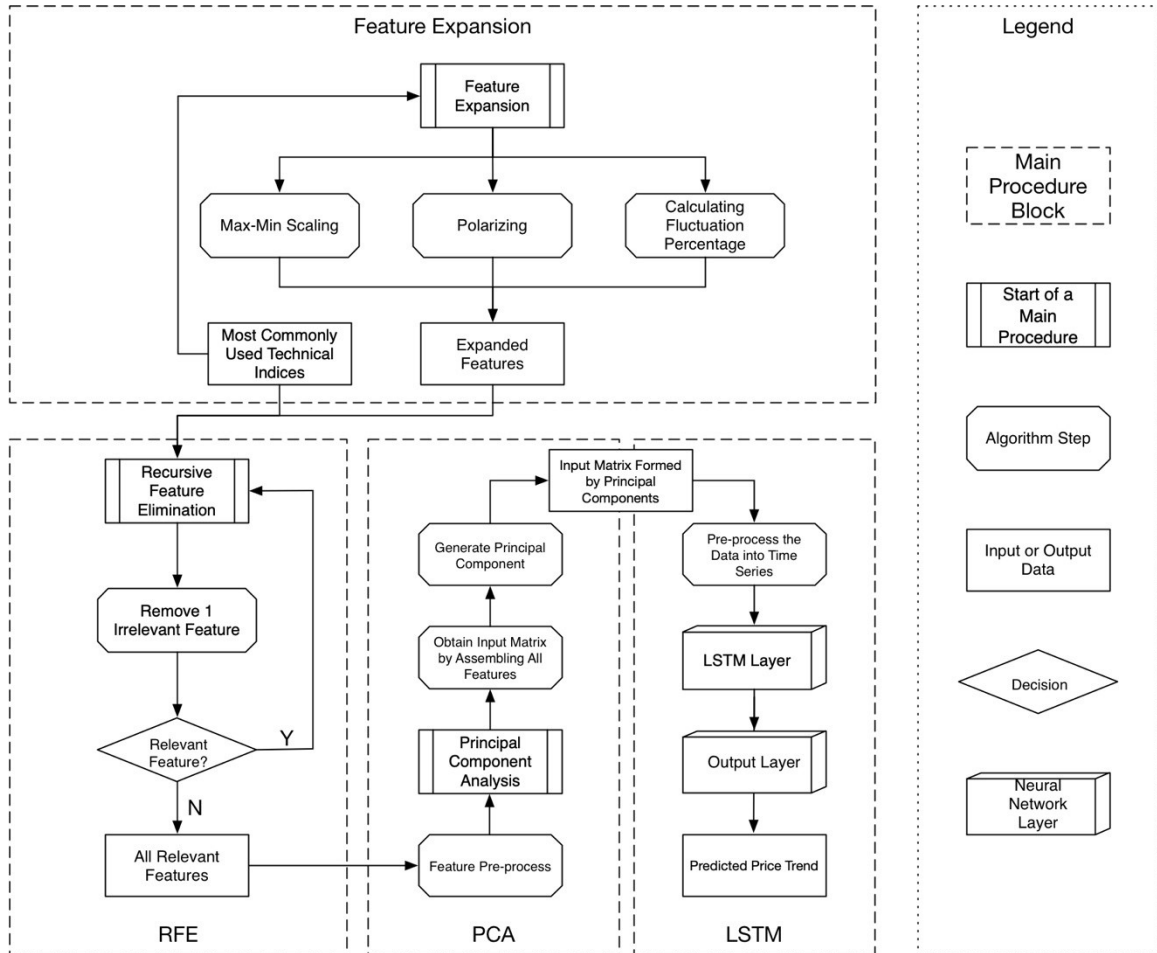 Feature Expansion
Feature
Expansion
Max-Min Scaling
Polarizing
Calculating
Fluctuation
Percentage
Most Commonly
Used Technical
Indices
Expanded
Features
Recursive
Feature
Elimination
Remove 1
Irrelevant Feature
Relevant
Feature?
Y
N
All Relevant
Features
RFE
Input Matrix Formed
by Principal
Components
Generate Principal
Component
Obtain Input Matrix
by Assembling All
Features
Principal
Component
Analysis
Feature Pre-process
PCA
Pre-process the
Data into Time
Series
LSTM Layer
Output Layer
Predicted Price Trend
LSTM
Legend
Main
Procedure
Block
Start of a
Main
Procedure
Algorithm Step
Input or Output
Data
Decision
Neural
Network
Layer